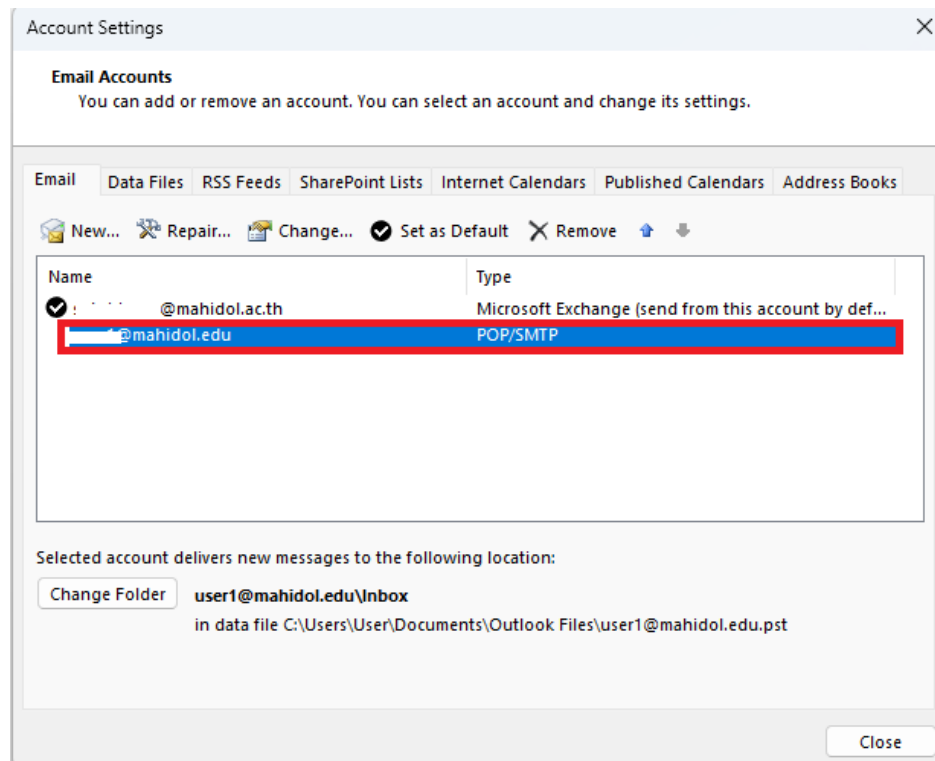 Account Settings
Email Accounts
You can add or remove an account. You can select an account and change its settings.
Email Data Files RSS Feeds SharePoint Lists Internet Calendars Published Calendars Address Books
New... Repair... Change... Set as Default Remove
Name Type
@mahidol.ac.th Microsoft Exchange (send from this account by def...
@mahidol.edu POP/SMTP
Selected account delivers new messages to the following location:
Change Folder user1@mahidol.edu\Inbox
in data file C:\Users\User\Documents\Outlook Files\user1@mahidol.edu.pst
Close